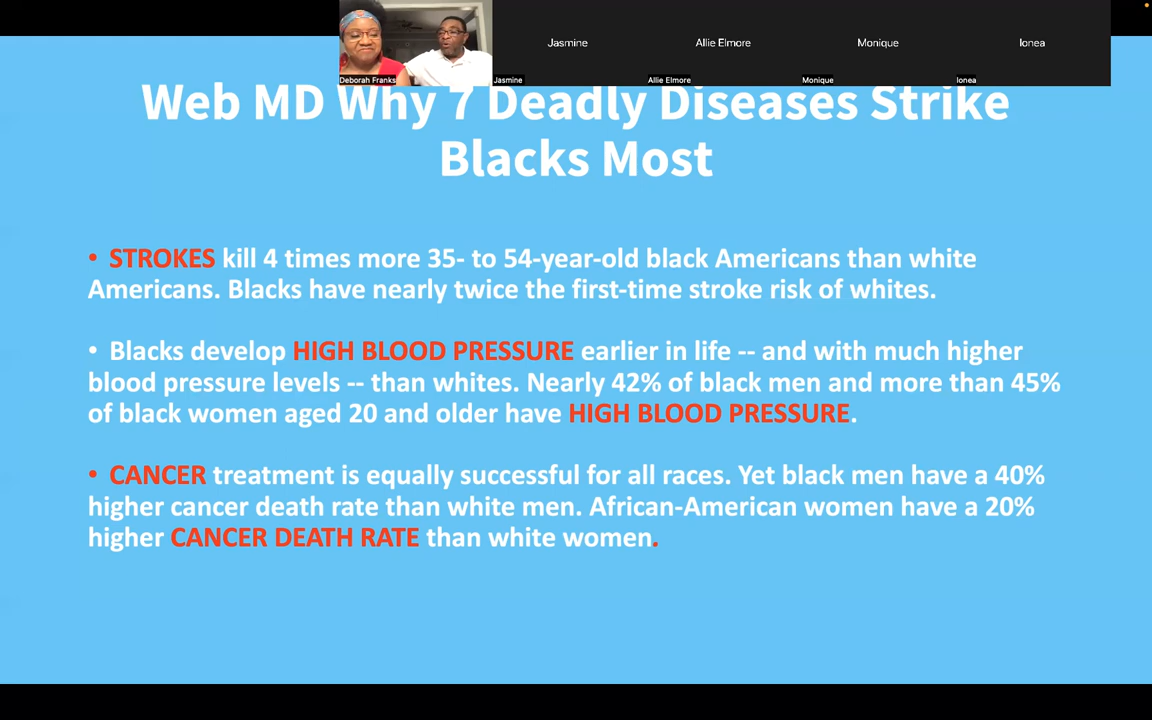 Jasmine
Allie Elmore
Monique
Ionea
Deborah Franks
Jasmine
Allie Elmore
Monique
Ionea
Web MD Why 7 Deadly Diseases Strike
Blacks Most
• STROKES kill 4 times more 35- to 54-year-old black Americans than white
Americans. Blacks have nearly twice the first-time stroke risk of whites.
• Blacks develop HIGH BLOOD PRESSURE earlier in life -- and with much higher
blood pressure levels -- than whites. Nearly 42% of black men and more than 45%
of black women aged 20 and older have HIGH BLOOD PRESSURE.
• CANCER treatment is equally successful for all races. Yet black men have a 40%
higher cancer death rate than white men. African-American women have a 20%
higher CANCER DEATH RATE than white women.